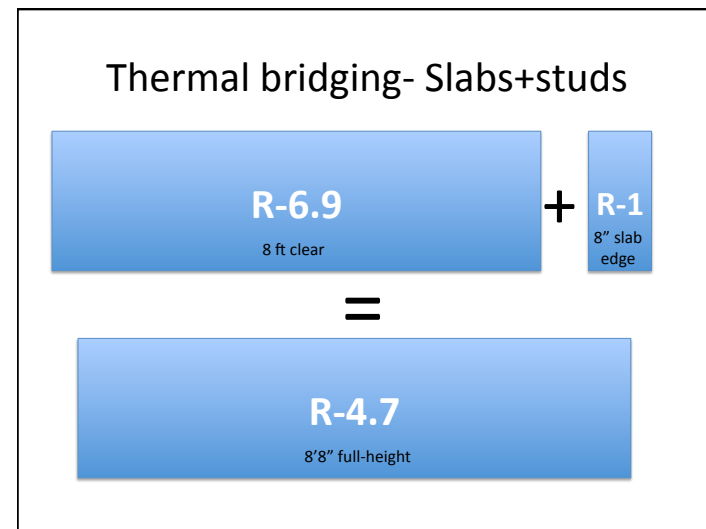 Thermal bridging- Slabs+studs
R-6.9
8 ft clear
+
R-1
8” slab
edge
=
R-4.7
8’8” full-height